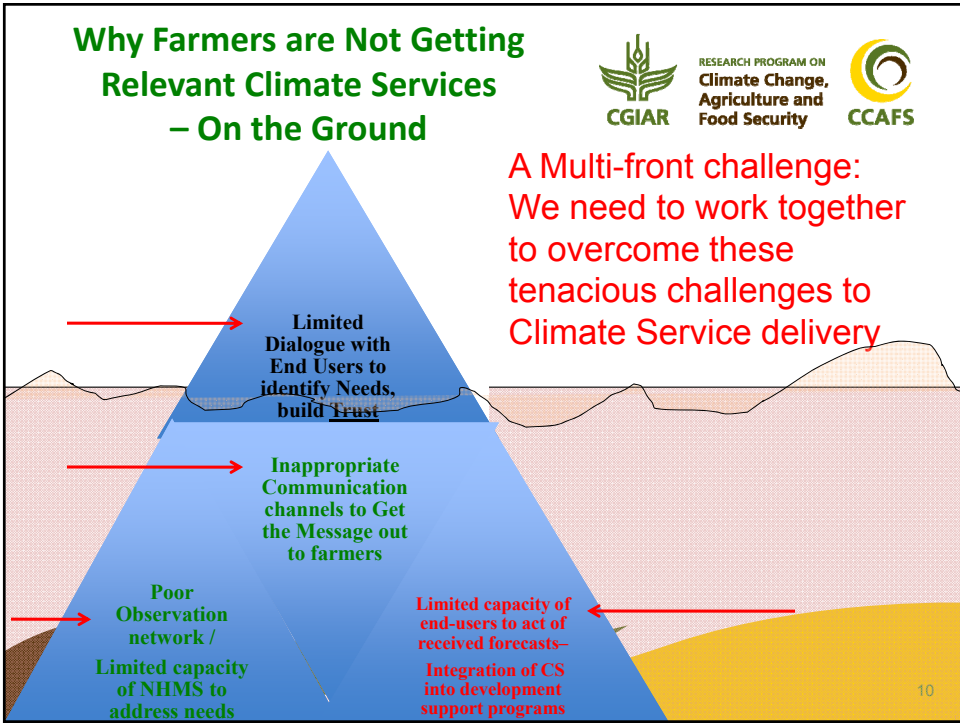 Why Farmers are Not Getting
Relevant Climate Services
– On the Ground
CGIAR
RESEARCH PROGRAM ON
Climate Change,
Agriculture and
Food Security
CCAFS
A Multi-front challenge:
We need to work together
to overcome these
tenacious challenges to
Climate Service delivery
Limited
Dialogue with
End Users to
identify Needs,
build Trust
Inappropriate
Communication
channels to Get
the Message out
to farmers
Poor
Observation
network /
Limited capacity
of NHMS to
address needs
Limited capacity of
end-users to act of
received forecasts–
Integration of CS
into development
support programs
10